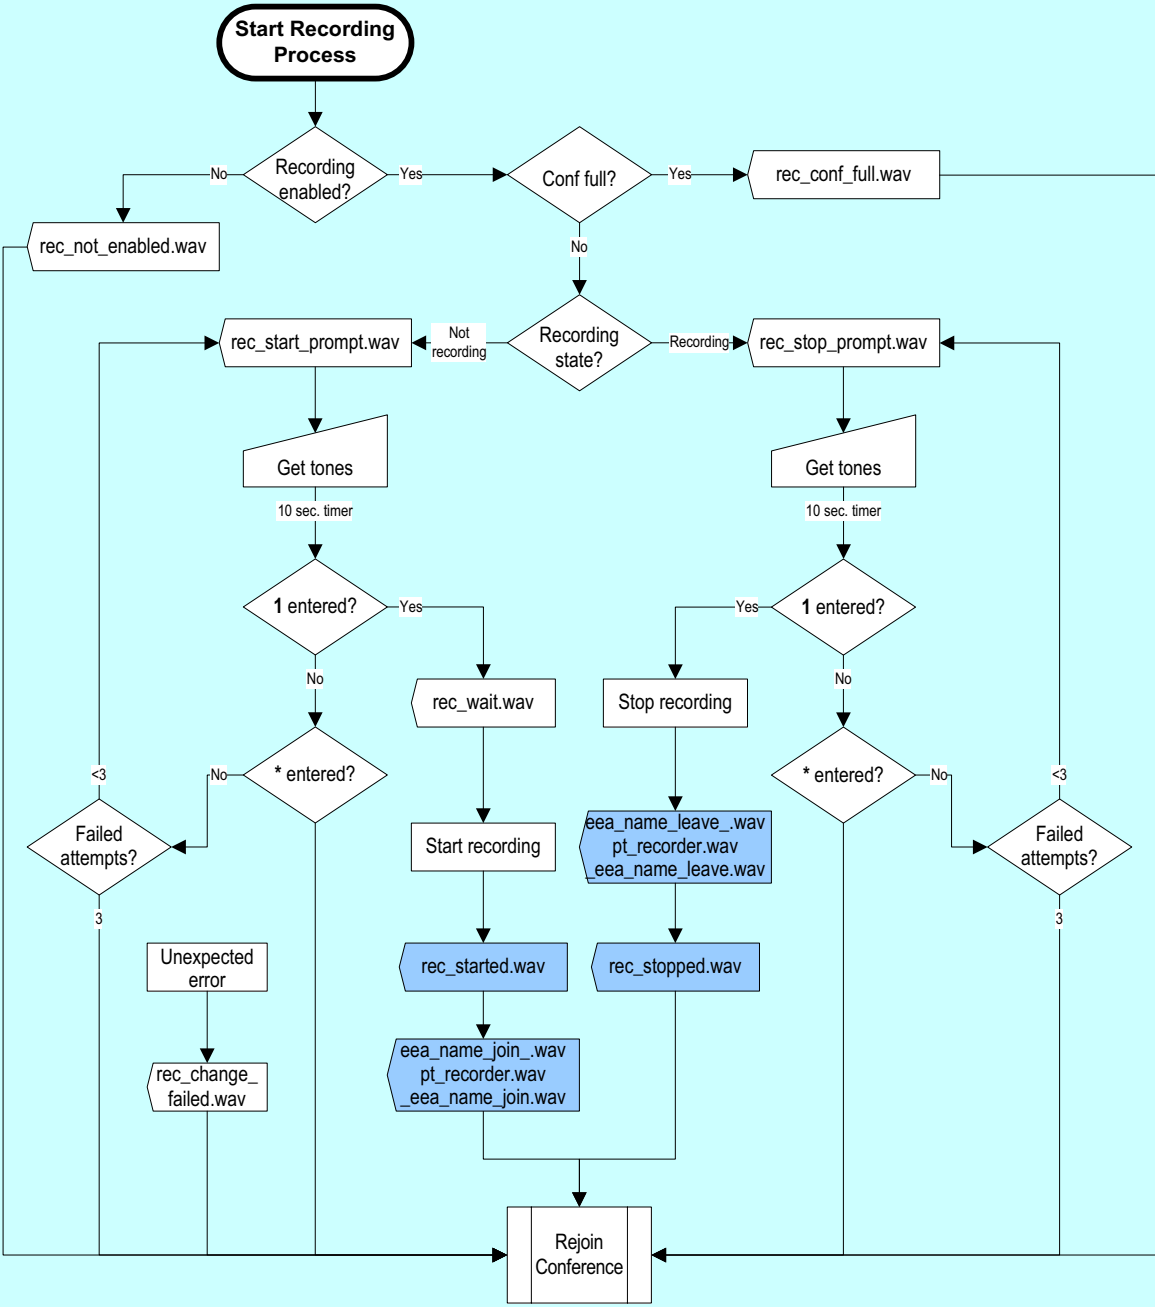 Start Recording
Process
Recording
enabled?
No
Yes
Conf full?
Yes
rec_conf_full.wav
rec_not_enabled.wav
No
rec_start_prompt.wav
Not
recording
Recording
state?
Recording
rec_stop_prompt.wav
Get tones
Get tones
10 sec. timer
10 sec. timer
1 entered?
Yes
Yes
1 entered?
No
No
rec_wait.wav
Stop recording
<3
No
* entered?
* entered?
No
<3
Failed
attempts?
Start recording
eea_name_leave_.wav
pt_recorder.wav
_eea_name_leave.wav
Failed
attempts?
3
3
Unexpected
error
rec_started.wav
rec_stopped.wav
rec_change_
failed.wav
eea_name_join_.wav
pt_recorder.wav
_eea_name_join.wav
Rejoin
Conference